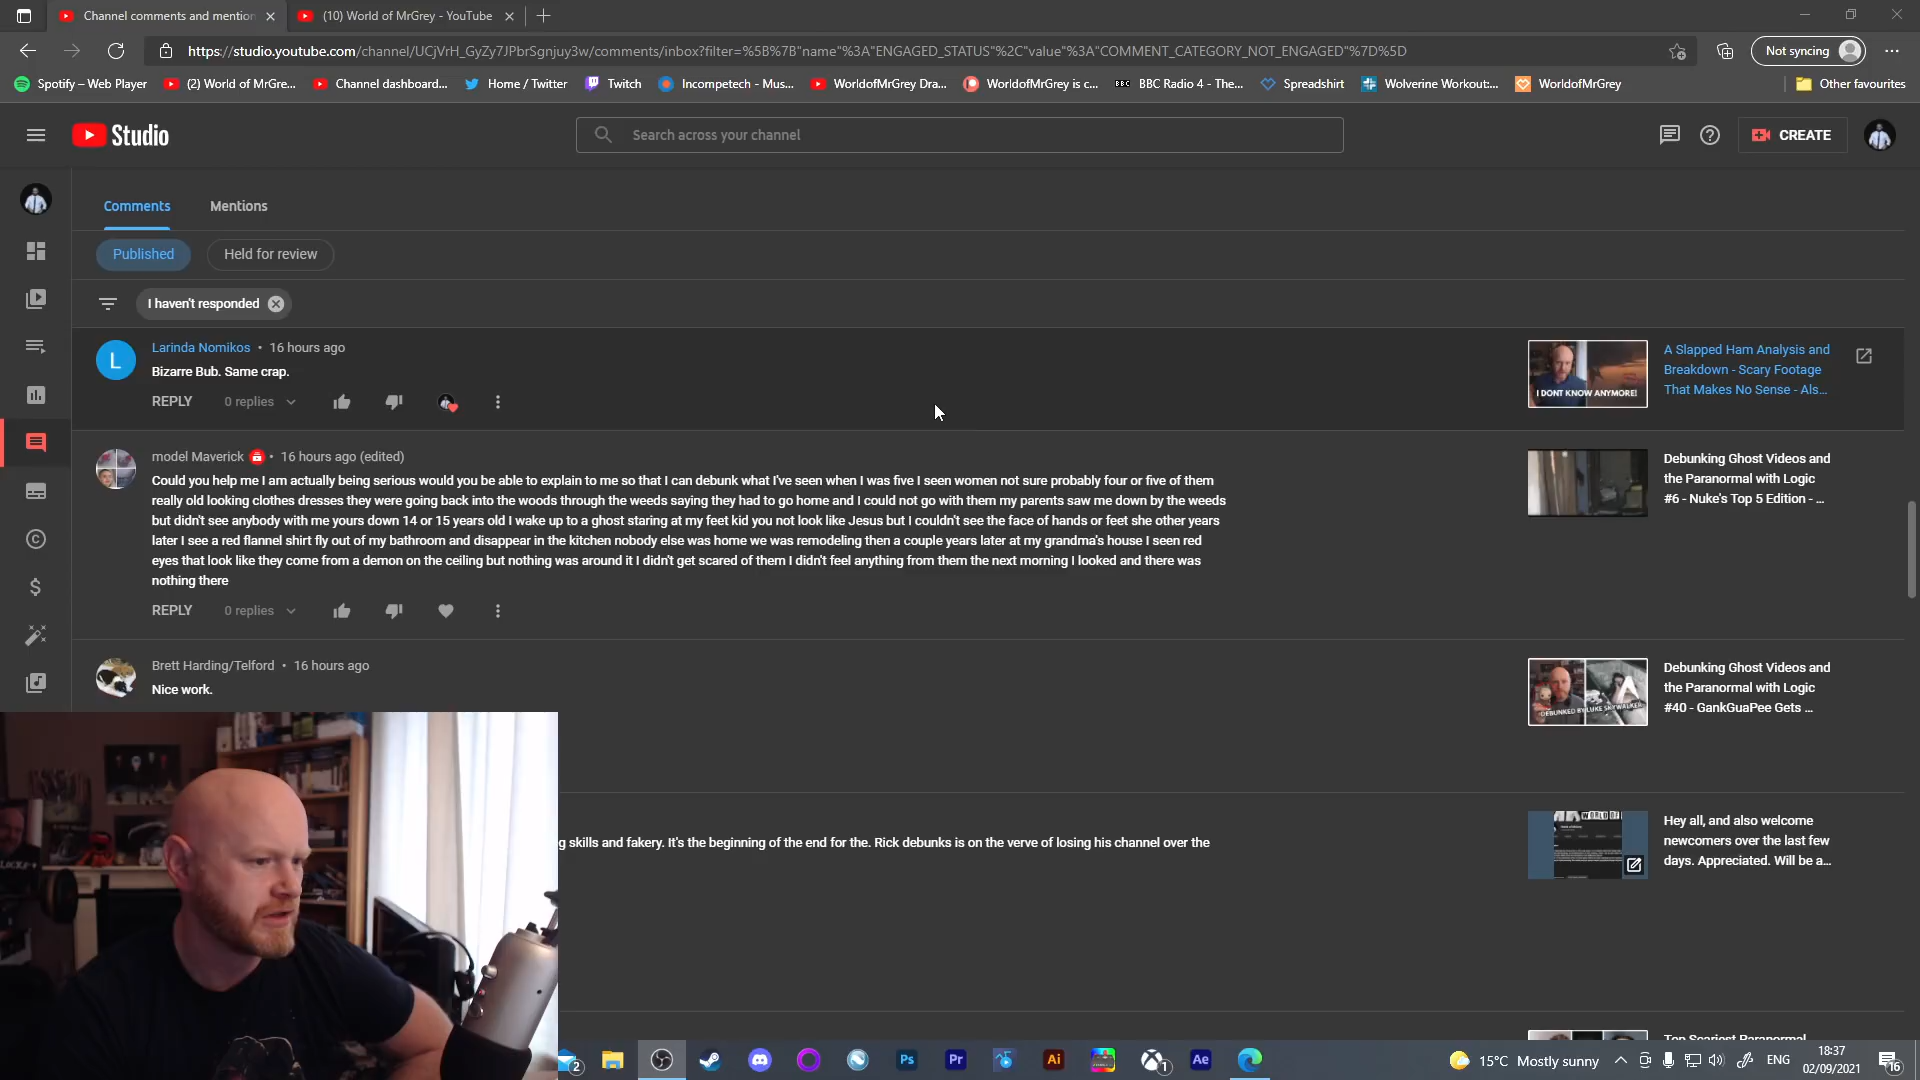 Channel comments and mention
(10) World of MrGrey - YouTube
https://studio.youtube.com/channel/UCjVrH_GyZy7JPbrSgnjuy3w/comments/inbox?filter=%5B%7B"name"%3A"ENGAGED_STATUS"%2C"value"%3A"COMMENT_CATEGORY_NOT_ENGAGED"%7D%5D
Not syncing
Spotify – Web Player
(2) World of MrGre...
Channel dashboard...
Home / Twitter
Twitch
Incompetech - Mus...
WorldofMrGrey Dra...
WorldofMrGrey is c...
BBC
BBC Radio 4 - The...
Spreadshirt
Wolverine Workout:...
WorldofMrGrey
Other favourites
Studio
Search across your channel
CREATE
Comments
Mentions
Published
Held for review
I haven't responded
L
Larinda Nomikos • 16 hours ago
Bizarre Bub. Same crap.
REPLY
0 replies
I DONT KNOW ANYMORE!
A Slapped Ham Analysis and
Breakdown - Scary Footage
That Makes No Sense - Als...
model Maverick • 16 hours ago (edited)
Could you help me I am actually being serious would you be able to explain to me so that I can debunk what I've seen when I was five I seen women not sure probably four or five of them
really old looking clothes dresses they were going back into the woods through the weeds saying they had to go home and I could not go with them my parents saw me down by the weeds
but didn't see anybody with me yours down 14 or 15 years old I wake up to a ghost staring at my feet kid you not look like Jesus but I couldn't see the face of hands or feet she other years
later I see a red flannel shirt fly out of my bathroom and disappear in the kitchen nobody else was home we was remodeling then a couple years later at my grandma's house I seen red
eyes that look like they come from a demon on the ceiling but nothing was around it I didn't get scared of them I didn't feel anything from them the next morning I looked and there was
nothing there
REPLY
0 replies
Debunking Ghost Videos and
the Paranormal with Logic
#6 - Nuke's Top 5 Edition - ...
Brett Harding/Telford • 16 hours ago
Nice work.
DEBUNKED BY LUKE SKYWALKER
Debunking Ghost Videos and
the Paranormal with Logic
#40 - GankGuaPee Gets ...
g skills and fakery. It's the beginning of the end for the. Rick debunks is on the verve of losing his channel over the
Hey all, and also welcome
newcomers over the last few
days. Appreciated. Will be a...
Top Scariest Paranormal
2
Ps
Pr
Ai
1
Ae
15°C Mostly sunny
ENG
18:37
02/09/2021
16